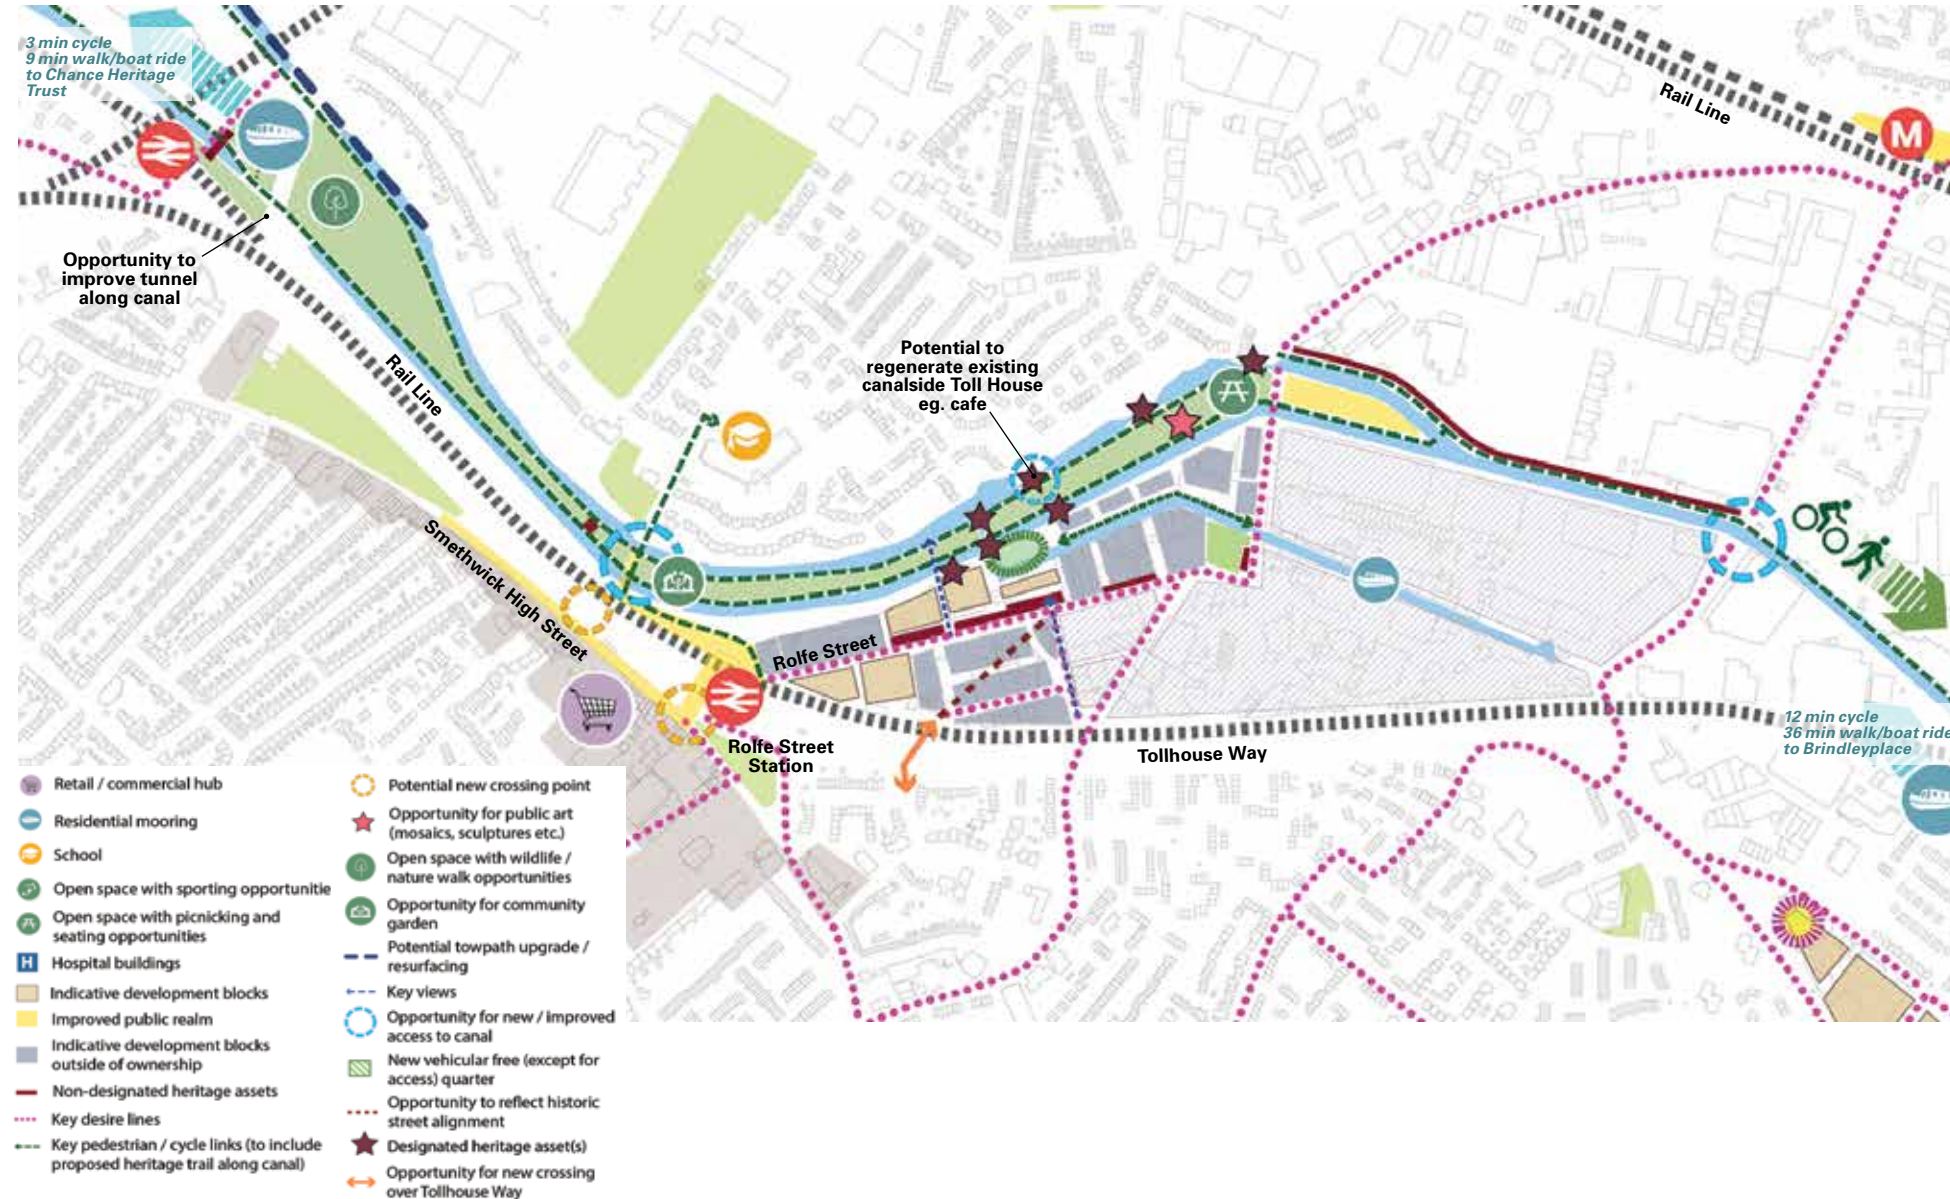 3 min cycle
9 min walk/boat ride
to Chance Heritage
Trust
Rail Line
M
Opportunity to
improve tunnel
along canal
Rail Line
Potential to
regenerate existing
canalside Toll House
eg. cafe
Smethwick High Street
Rolfe Street
Rolfe Street
Station
Tollhouse Way
12 min cycle
36 min walk/boat ride
to Brindleyplace
Retail / commercial hub
Residential mooring
School
Open space with sporting opportunitie
Open space with picnicking and
seating opportunities
H
Hospital buildings
Indicative development blocks
Improved public realm
Indicative development blocks
outside of ownership
Non-designated heritage assets
Key desire lines
Key pedestrian / cycle links (to include
proposed heritage trail along canal)
Potential new crossing point
Opportunity for public art
(mosaics, sculptures etc.)
Open space with wildlife /
nature walk opportunities
Opportunity for community
garden
Potential towpath upgrade /
resurfacing
Key views
Opportunity for new / improved
access to canal
New vehicular free (except for
access) quarter
Opportunity to reflect historic
street alignment
Designated heritage asset(s)
Opportunity for new crossing
over Tollhouse Way